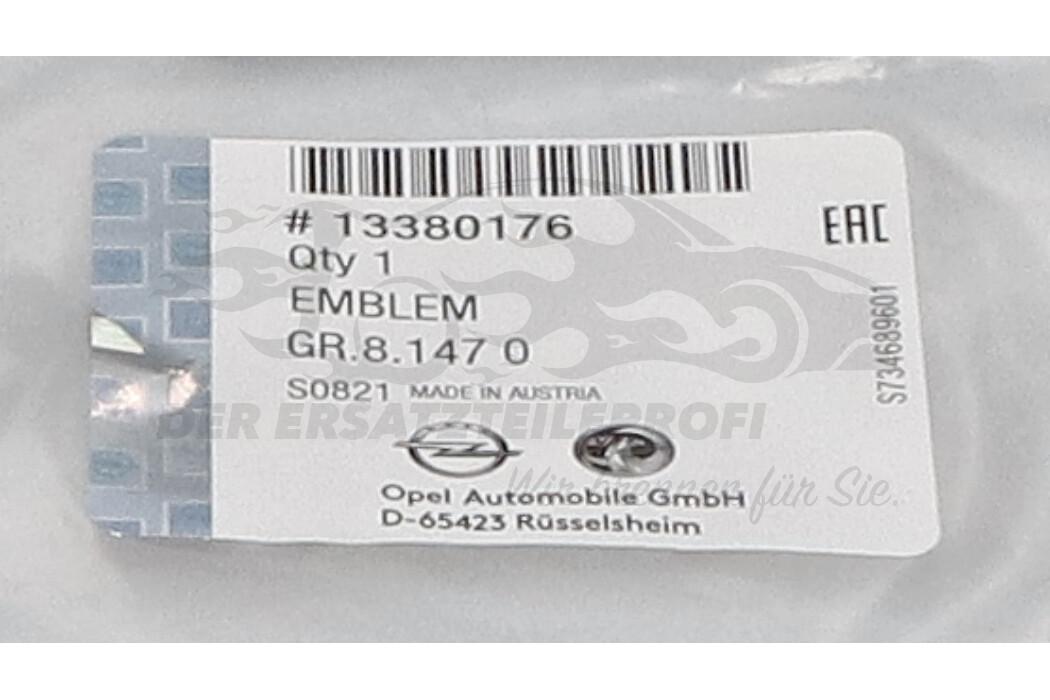 # 13380176
EAC
Qty 1
EMBLEM
GR.8.147 0
S0821 MADE IN AUSTRIA
S734689601
DER ERSATZTEILEPROFI
Wir brennen für Sie.
Opel Automobile GmbH
D-65423 Rüsselsheim